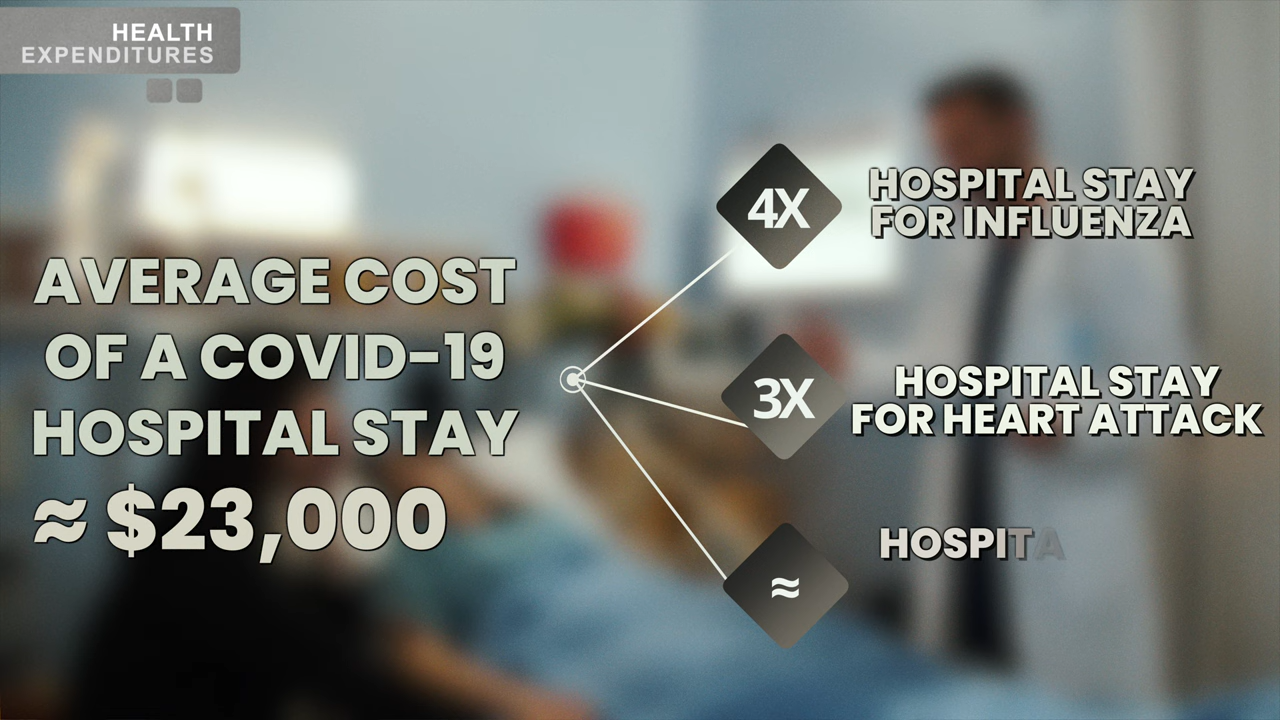 HEALTH
EXPENDITURES
AVERAGE COST
OF A COVID-19
HOSPITAL STAY
≈ $23,000
4X
HOSPITAL STAY
FOR INFLUENZA
3X
HOSPITAL STAY
FOR HEART ATTACK
≈
HOSPITA